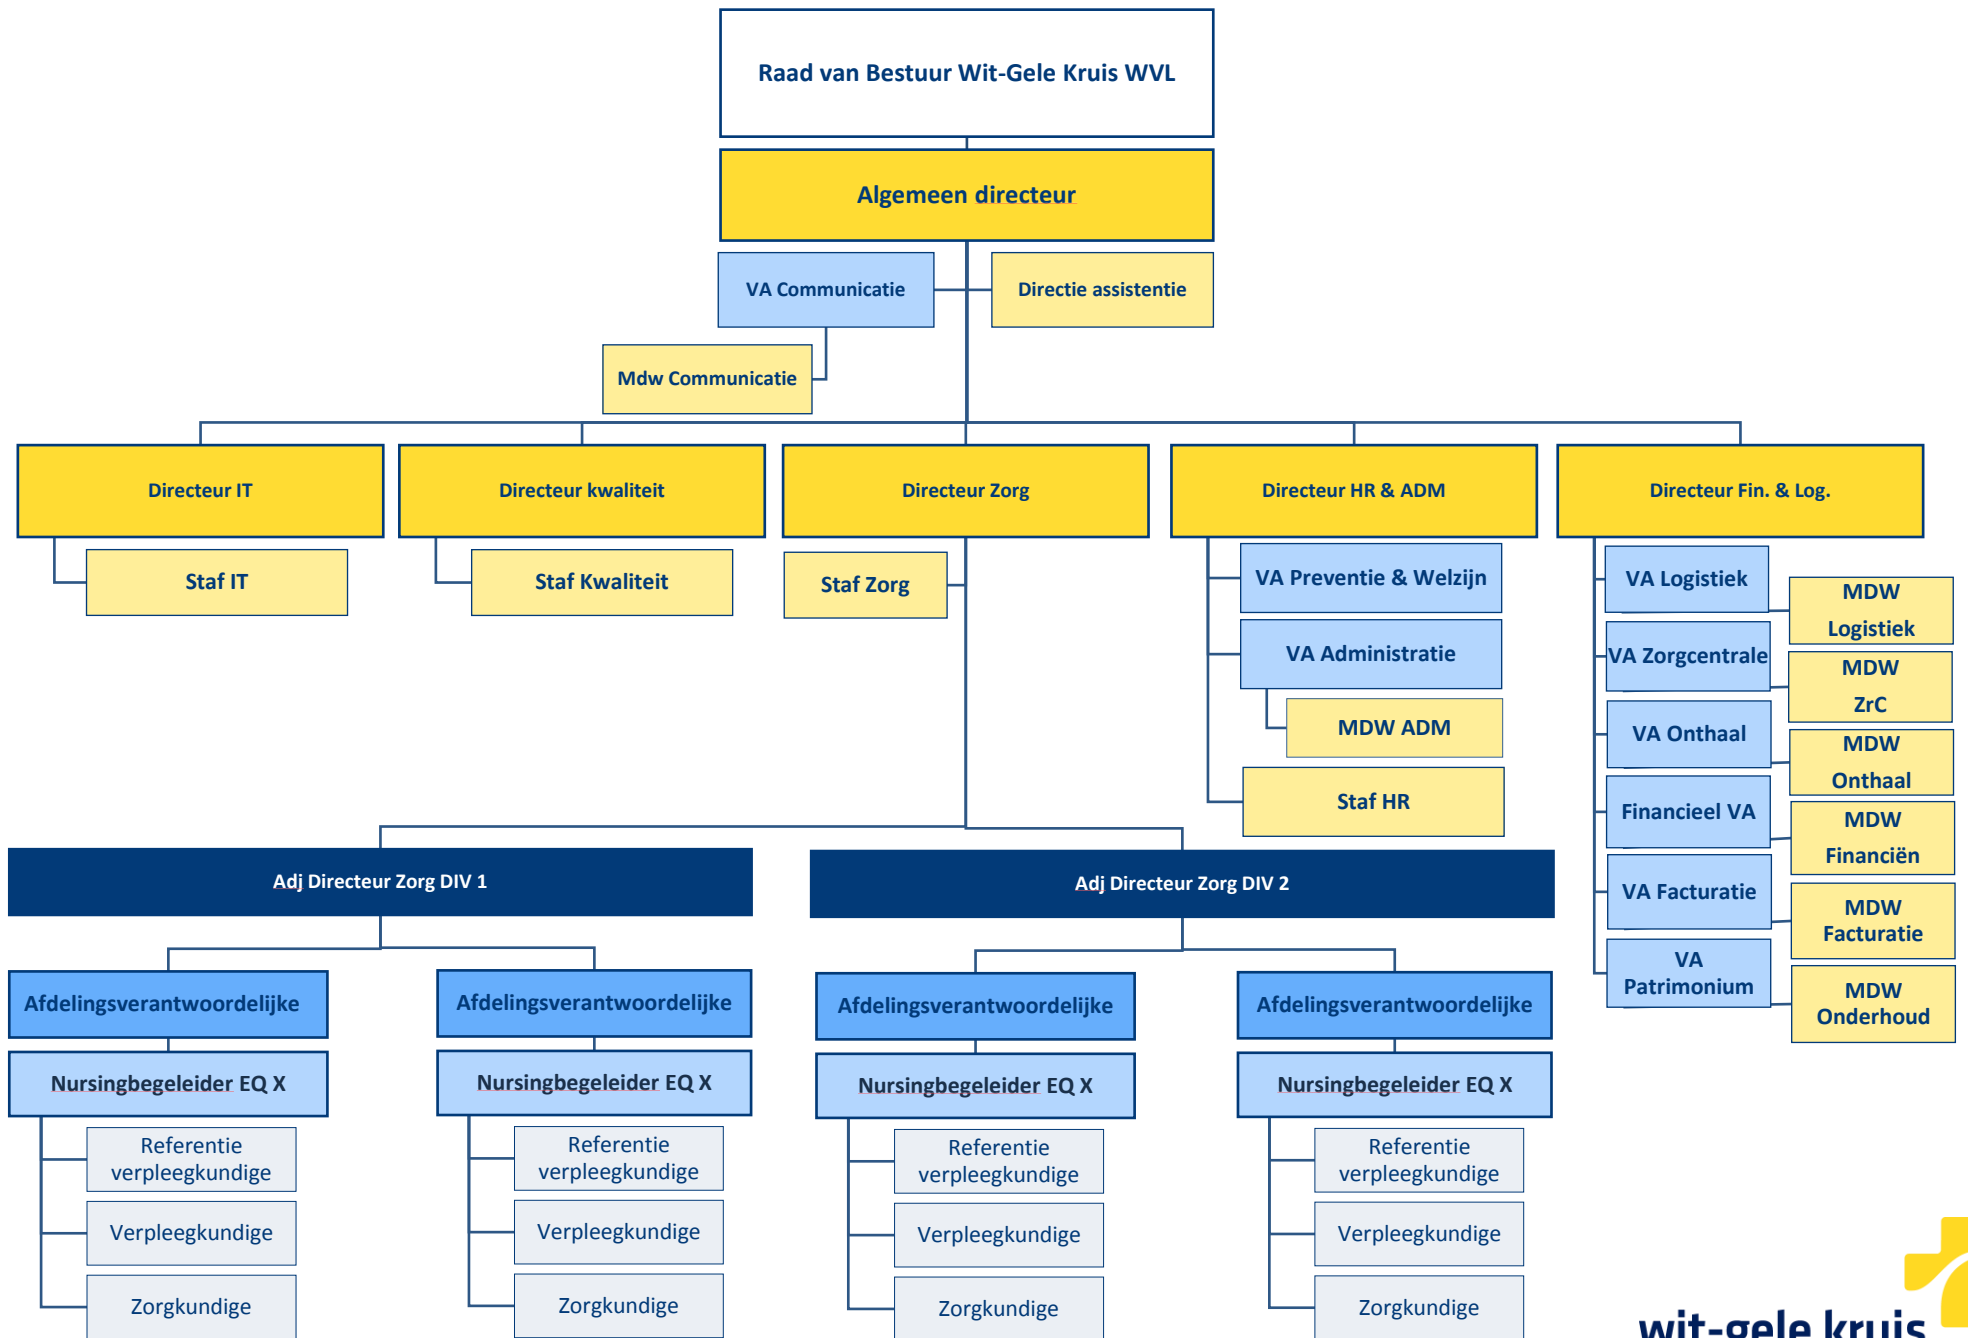 Raad van Bestuur Wit-Gele Kruis WVL
Algemeen directeur
VA Communicatie
Directie assistentie
Mdw Communicatie
Directeur IT
Directeur kwaliteit
Directeur Zorg
Directeur HR & ADM
Directeur Fin. & Log.
Staf IT
Staf Kwaliteit
Staf Zorg
VA Preventie & Welzijn
VA Administratie
MDW ADM
Staf HR
VA Logistiek
MDW
Logistiek
VA Zorgcentrale
MDW
ZrC
VA Onthaal
MDW
Onthaal
Financieel VA
MDW
Financiën
VA Facturatie
MDW
Facturatie
VA
Patrimonium
MDW
Onderhoud
Adj Directeur Zorg DIV 1
Adj Directeur Zorg DIV 2
Afdelingsverantwoordelijke
Afdelingsverantwoordelijke
Afdelingsverantwoordelijke
Afdelingsverantwoordelijke
Nursingbegeleider EQ X
Nursingbegeleider EQ X
Nursingbegeleider EQ X
Nursingbegeleider EQ X
Referentie
verpleegkundige
Verpleegkundige
Zorgkundige
Referentie
verpleegkundige
Verpleegkundige
Zorgkundige
Referentie
verpleegkundige
Verpleegkundige
Zorgkundige
Referentie
verpleegkundige
Verpleegkundige
Zorgkundige
wit-gele kruis